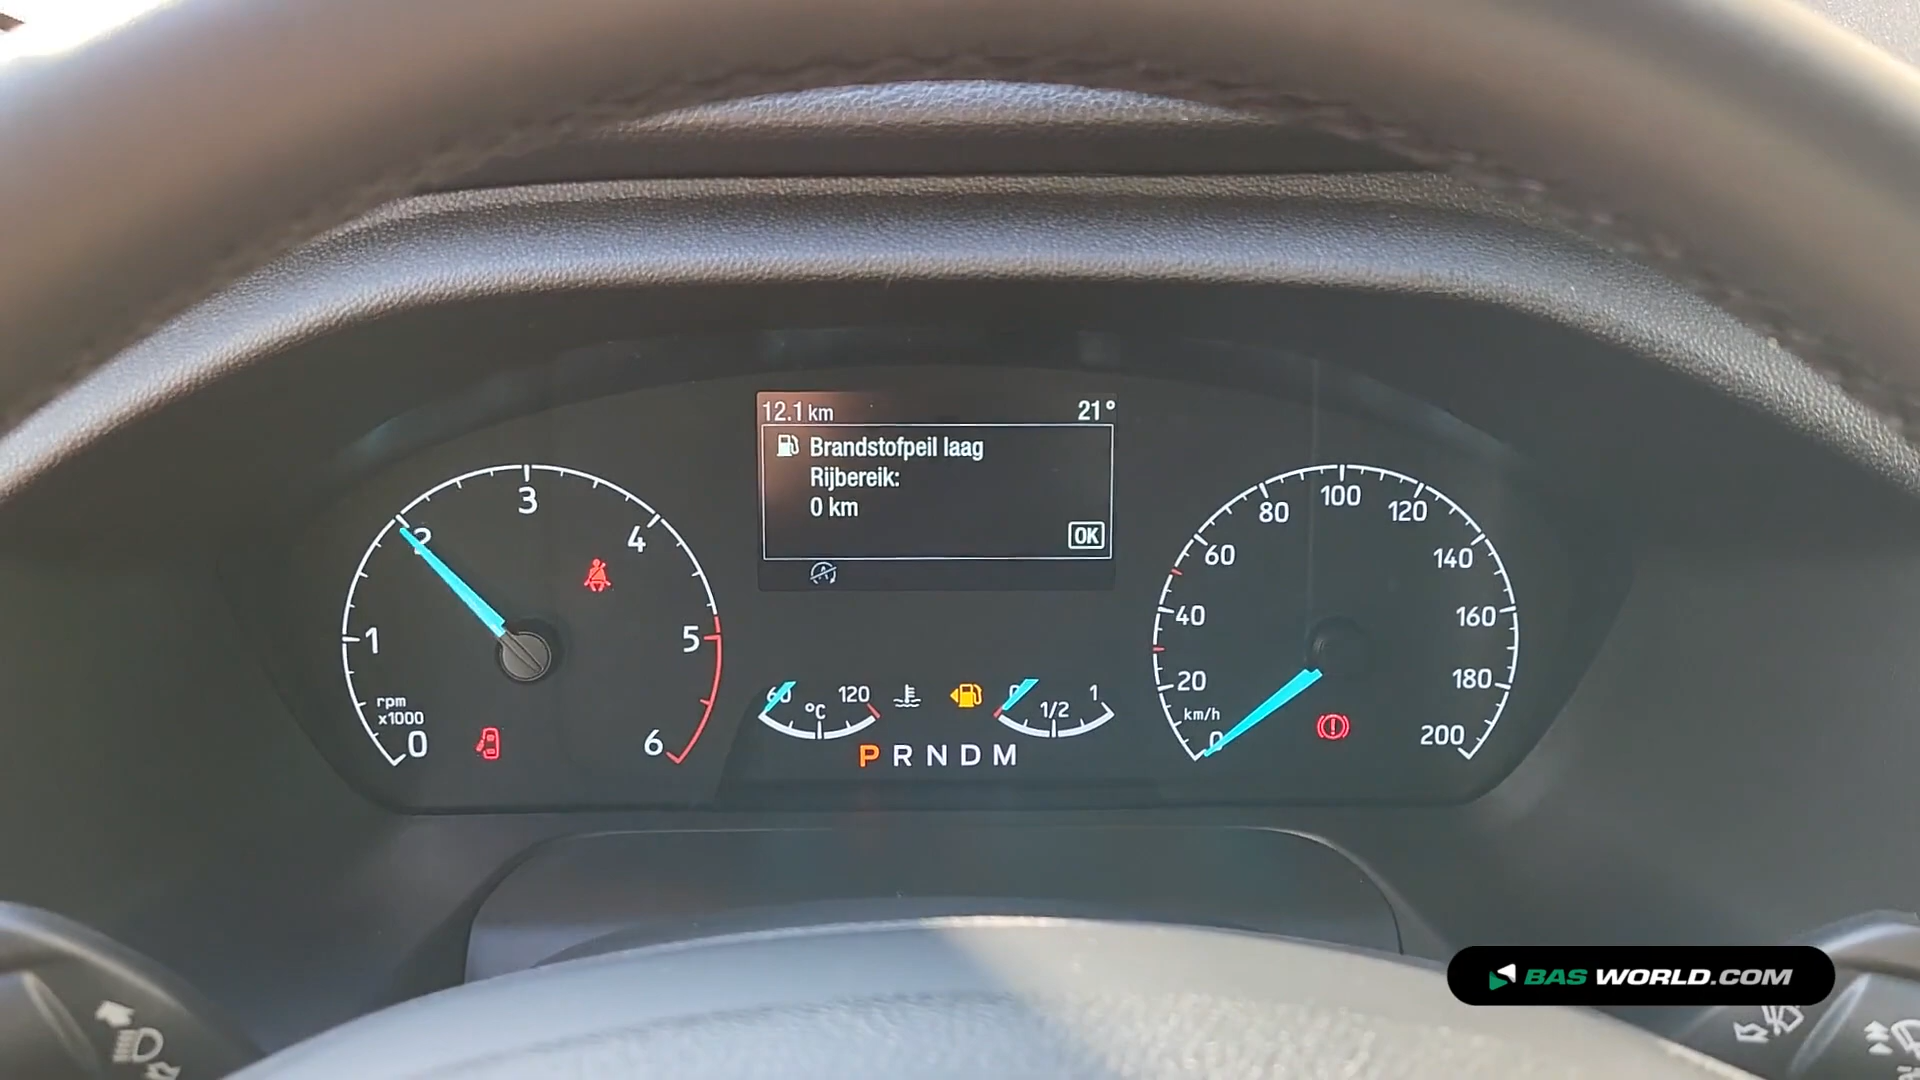 12.1 km 21°
Brandstofpeil laag
Rijbereik:
0 km
OK
0 1 2 3 4 5 6
rpm
x1000
60 120
°C
0 1/2 1
P R N D M
0 20 40 60 80 100 120 140 160 180 200
km/h
BAS WORLD.COM